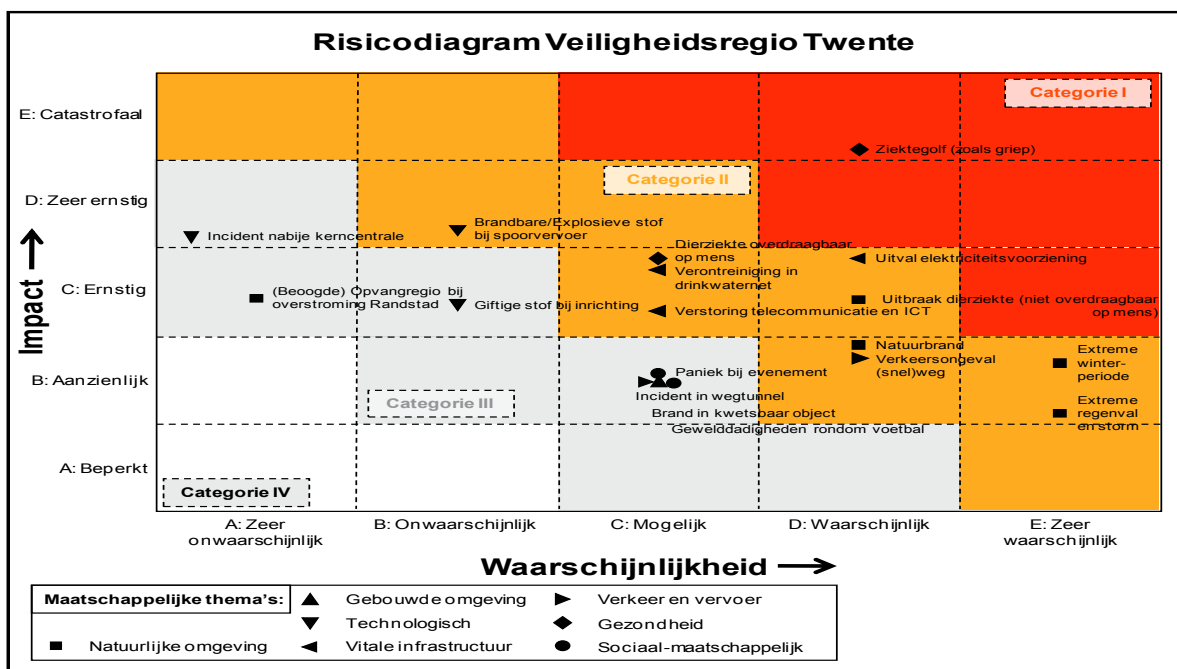 Risicodiagram Veiligheidsregio Twente
E: Catastrofaal
Categorie I
Ziektegolf (zoals griep)
Categorie II
D: Zeer ernstig
Brandbare/Explosieve stof
bij spoorvervoer
Incident nabije kerncentrale
Dierziekte overdraagbaar
op mens
Uitval elektriciteitsvoorziening
Verontreiniging in
drinkwaternet
C: Ernstig
(Beoogde) Opvangregio bij
overstroming Randstad
Giftige stof bij inrichting
Verstoring telecommunicatie en ICT
Uitbraak dierziekte (niet overdraagbaar
op mens)
Impact
Natuurbrand
Verkeersongeval
(snel)weg
Extreme
winter-
periode
B: Aanzienlijk
Paniek bij evenement
Incident in wegtunnel
Brand in kwetsbaar object
Gewelddadigheden rondom voetbal
Extreme
regenval
en storm
Categorie III
A: Beperkt
Categorie IV
A: Zeer
onwaarschijnlijk
B: Onwaarschijnlijk
C: Mogelijk
D: Waarschijnlijk
E: Zeer
waarschijnlijk
Waarschijnlijkheid
Maatschappelijke thema's:
Natuurlijke omgeving
Gebouwde omgeving
Technologisch
Vitale infrastructuur
Verkeer en vervoer
Gezondheid
Sociaal-maatschappelijk